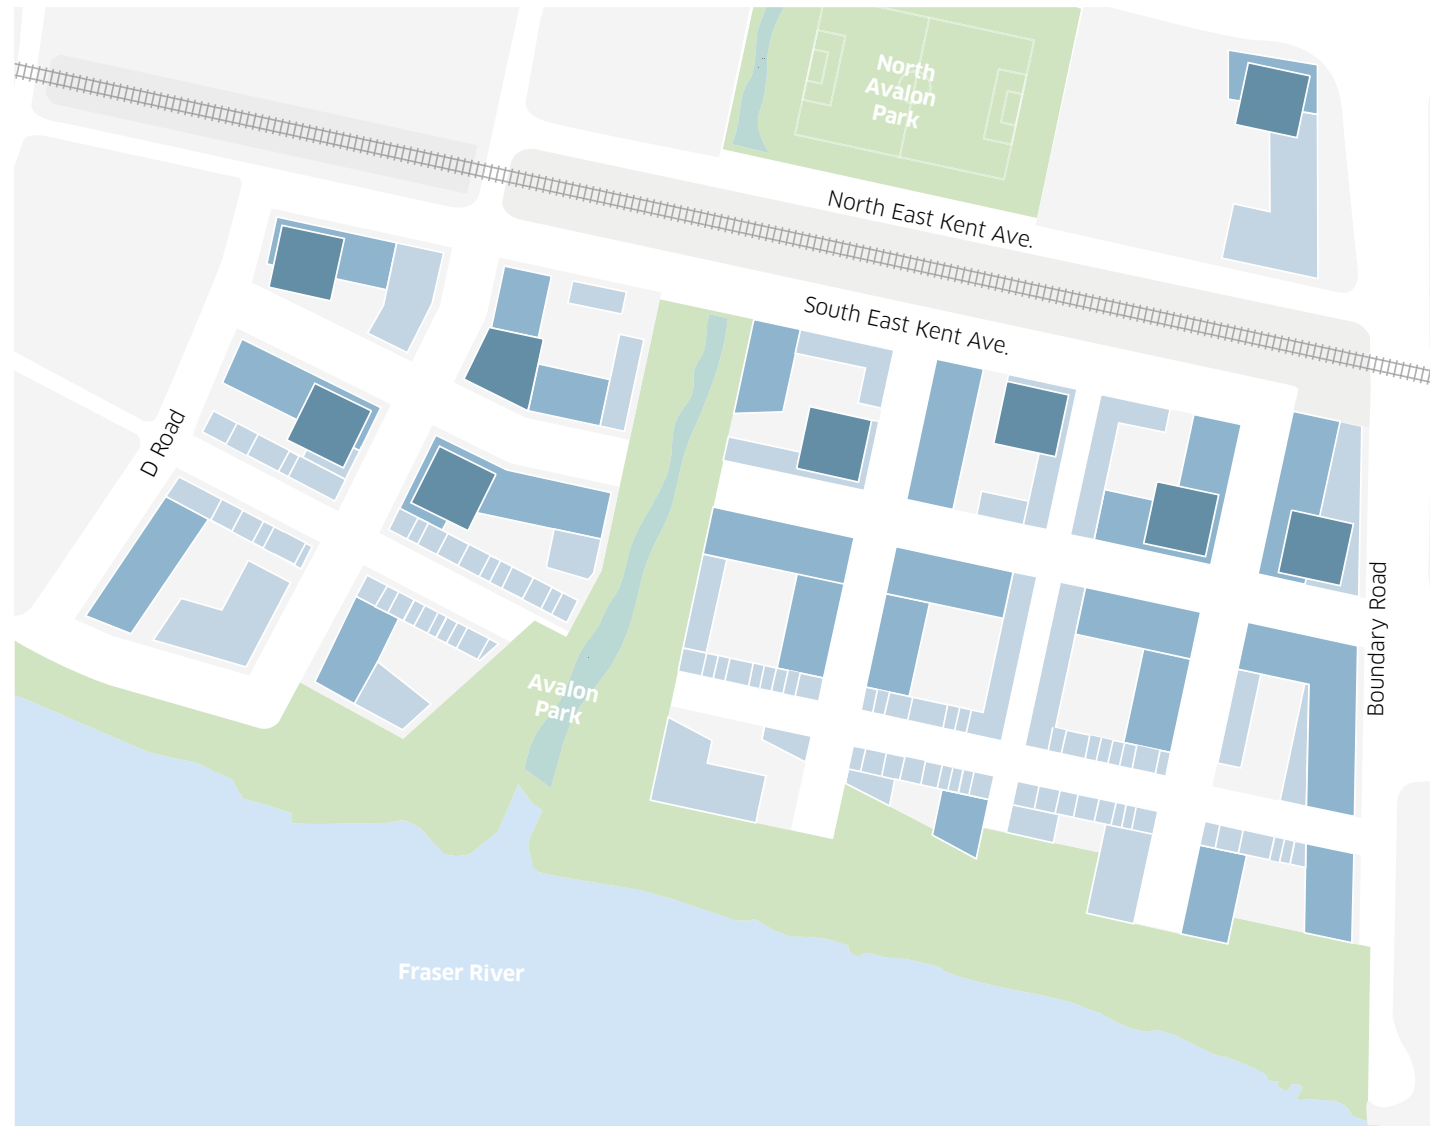 North
Avalon
Park
North East Kent Ave.
South East Kent Ave.
D Road
Boundary Road
Avalon
Park
Fraser River